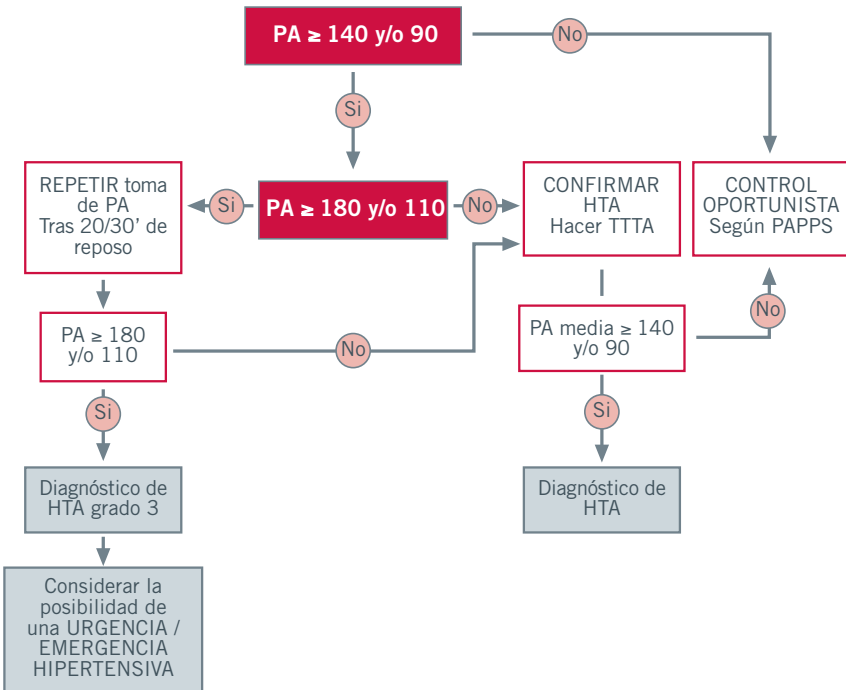 PA ≥ 140 y/o 90
No
Si
REPETIR toma
de PA
Tras 20/30’ de
reposo
Si
PA ≥ 180 y/o 110
No
CONFIRMAR
HTA
Hacer TTTA
CONTROL
OPORTUNISTA
Según PAPPS
PA ≥ 180
y/o 110
No
PA media ≥ 140
y/o 90
No
Si
Si
Diagnóstico de
HTA grado 3
Diagnóstico de
HTA
Considerar la
posibilidad de
una URGENCIA /
EMERGENCIA
HIPERTENSIVA